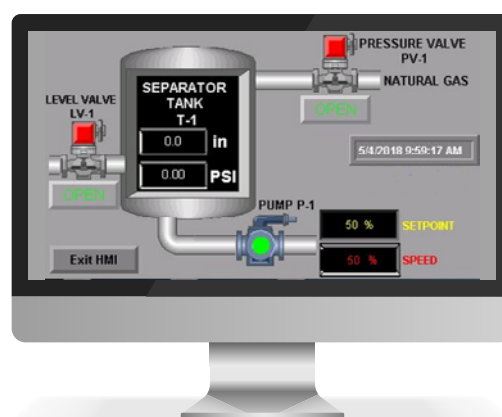 PRESSURE VALVE
PV-1
NATURAL GAS
OPEN
SEPARATOR
TANK
T-1
0.0 in
0.00 PSI
LEVEL VALVE
LV-1
OPEN
5/4/2018 9:59:17 AM
PUMP P-1
50 % SETPOINT
50 % SPEED
Exit HMI